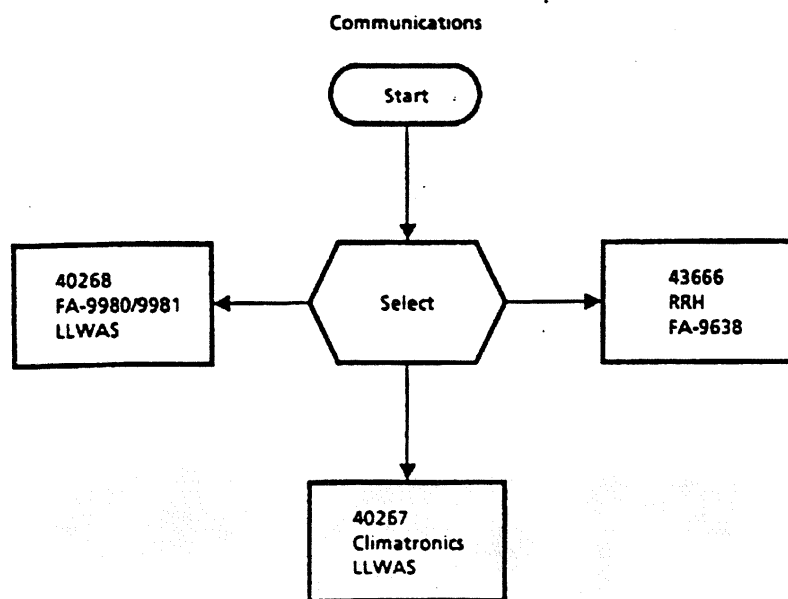 Communications
Start
Select
40268
FA-9980/9981
LLWAS
43666
RRH
FA-9638
40267
Climatronics
LLWAS